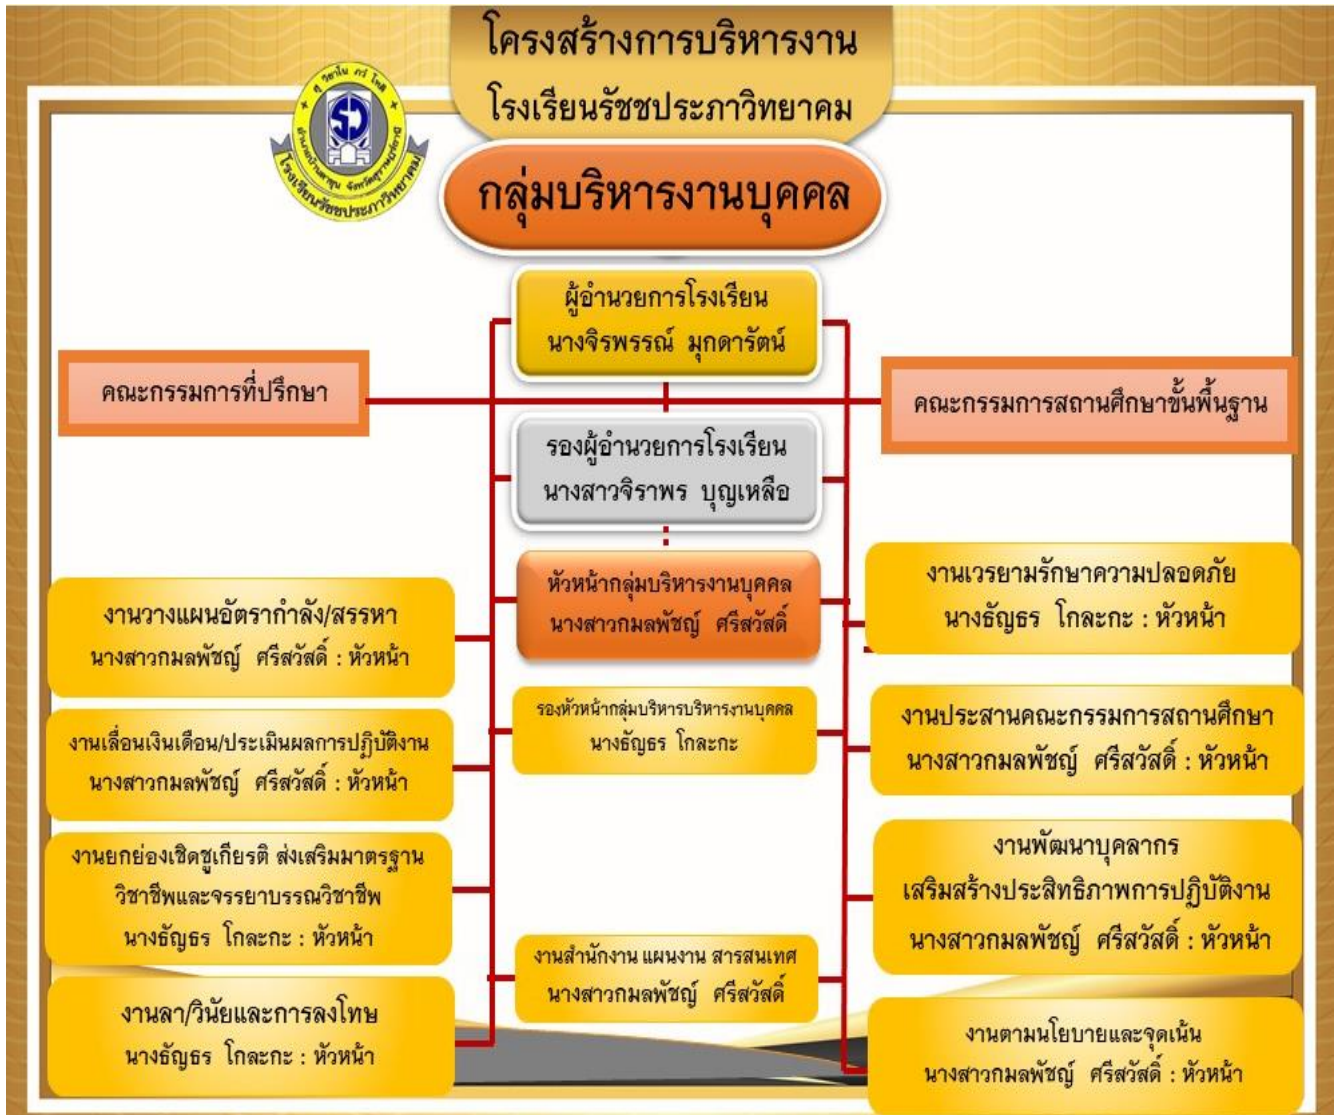 โครงสร้างการบริหารงาน
โรงเรียนรัชชประภาวิทยาคม
กลุ่มบริหารงานบุคคล
โรงเรียนรัชชประภาวิทยาคม
ผู้อำนวยการโรงเรียน
นางจิรพรรณ์ มุกดารัตน์
คณะกรรมการที่ปรึกษา
คณะกรรมการสถานศึกษาขั้นพื้นฐาน
รองผู้อำนวยการโรงเรียน
นางสาวจิราพร บุญเหลือ
หัวหน้ากลุ่มบริหารงานบุคคล
นางสาวกมลพัชญ์ ศรีสวัสดิ์
รองหัวหน้ากลุ่มบริหารบริหารงานบุคคล
นางธัญธร โกละกะ
งานสำนักงาน แผนงาน สารสนเทศ
นางสาวกมลพัชญ์ ศรีสวัสดิ์
งานวางแผนอัตรากำลัง/สรรหา
นางสาวกมลพัชญ์ ศรีสวัสดิ์ : หัวหน้า
งานเลื่อนเงินเดือน/ประเมินผลการปฏิบัติงาน
นางสาวกมลพัชญ์ ศรีสวัสดิ์ : หัวหน้า
งานยกย่องเชิดชูเกียรติ ส่งเสริมมาตรฐาน
วิชาชีพและจรรยาบรรณวิชาชีพ
นางธัญธร โกละกะ : หัวหน้า
งานลา/วินัยและการลงโทษ
นางธัญธร โกละกะ : หัวหน้า
งานเวรยามรักษาความปลอดภัย
นางธัญธร โกละกะ : หัวหน้า
งานประสานคณะกรรมการสถานศึกษา
นางสาวกมลพัชญ์ ศรีสวัสดิ์ : หัวหน้า
งานพัฒนาบุคลากร
เสริมสร้างประสิทธิภาพการปฏิบัติงาน
นางสาวกมลพัชญ์ ศรีสวัสดิ์ : หัวหน้า
งานตามนโยบายและจุดเน้น
นางสาวกมลพัชญ์ ศรีสวัสดิ์ : หัวหน้า